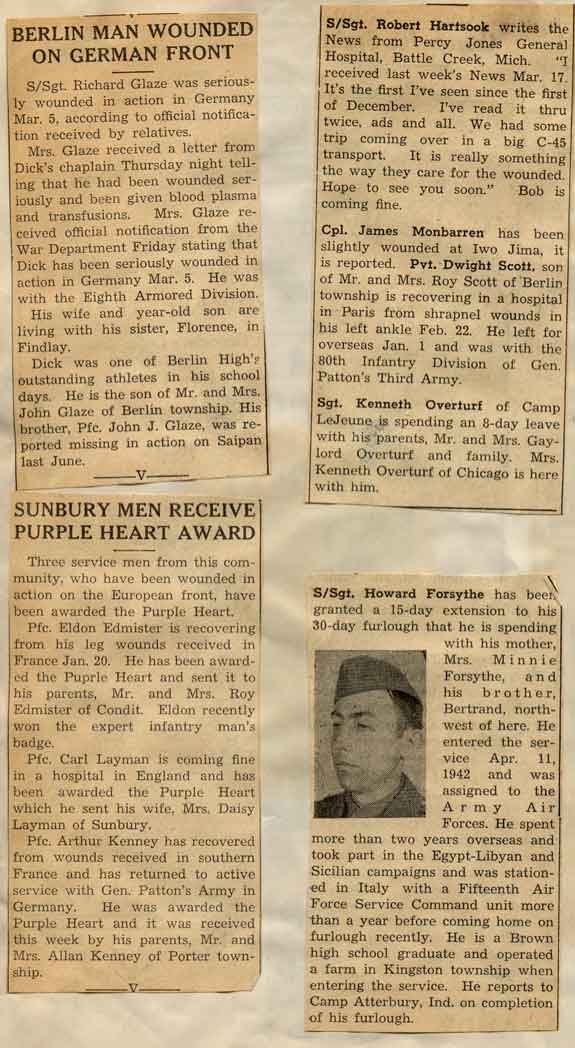 BERLIN MAN WOUNDED
ON GERMAN FRONT
S/Sgt. Richard Glaze was serious-
ly wounded in action in Germany
Mar. 5, according to official notifica-
tion received by relatives.
Mrs. Glaze received a letter from
Dick's chaplain Thursday night tell-
ing that he had been wounded ser-
iously and been given blood plasma
and transfusions. Mrs. Glaze re-
ceived official notification from the
War Department Friday stating that
Dick has been seriously wounded in
action in Germany Mar. 5. He was
with the Eighth Armored Division.
His wife and year-old son are
living with his sister, Florence, in
Findlay.
Dick was one of Berlin High's
outstanding athletes in his school
days. He is the son of Mr. and Mrs.
John Glaze of Berlin township. His
brother, Pfc. John J. Glaze, was re-
ported missing in action on Saipan
last June.
V
SUNBURY MEN RECEIVE
PURPLE HEART AWARD
Three service men from this com-
munity, who have been wounded in
action on the European front, have
been awarded the Purple Heart.
Pfc. Eldon Edmister is recovering
from his leg wounds received in
France Jan. 20. He has been award-
ed the Puprle Heart and sent it to
his parents, Mr. and Mrs. Roy
Edmister of Condit. Eldon recently
won the expert infantry man's
badge.
Pfc. Carl Layman is coming fine
in a hospital in England and has
been awarded the Purple Heart
which he sent his wife, Mrs. Daisy
Layman of Sunbury.
Pfc. Arthur Kenney has recovered
from wounds received in southern
France and has returned to active
service with Gen. Patton's Army in
Germany. He was awarded the
Purple Heart and it was received
this week by his parents, Mr. and
Mrs. Allan Kenney of Porter town-
ship.
V
S/Sgt. Robert Hartsook writes the
News from Percy Jones General
Hospital, Battle Creek, Mich. "I
received last week's News Mar. 17.
It's the first I've seen since the first
of December. I've read it thru
twice, ads and all. We had some
trip coming over in a big C-45
transport. It is really something
the way they care for the wounded.
Hope to see you soon." Bob is
coming fine.
Cpl. James Monbarren has been
slightly wounded at Iwo Jima, it
is reported. Pvt. Dwight Scott, son
of Mr. and Mrs. Roy Scott of Berlin
township is recovering in a hospital
in Paris from shrapnel wounds in
his left ankle Feb. 22. He left for
overseas Jan. 1 and was with the
80th Infantry Division of Gen.
Patton's Third Army.
Sgt. Kenneth Overturf of Camp
LeJeune is spending an 8-day leave
with his parents, Mr. and Mrs. Gay-
lord Overturf and family. Mrs.
Kenneth Overturf of Chicago is here
with him.
S/Sgt. Howard Forsythe has been
granted a 15-day extension to his
30-day furlough that he is spending
with his mother,
Mrs. Minnie
Forsythe, and
his brother,
Bertrand, north-
west of here. He
entered the ser-
vice Apr. 11,
1942 and was
assigned to the
Army Air
Forces. He spent
more than two years overseas and
took part in the Egypt-Libyan and
Sicilian campaigns and was station-
ed in Italy with a Fifteenth Air
Force Service Command unit more
than a year before coming home on
furlough recently. He is a Brown
high school graduate and operated
a farm in Kingston township when
entering the service. He reports to
Camp Atterbury, Ind. on completion
of his furlough.